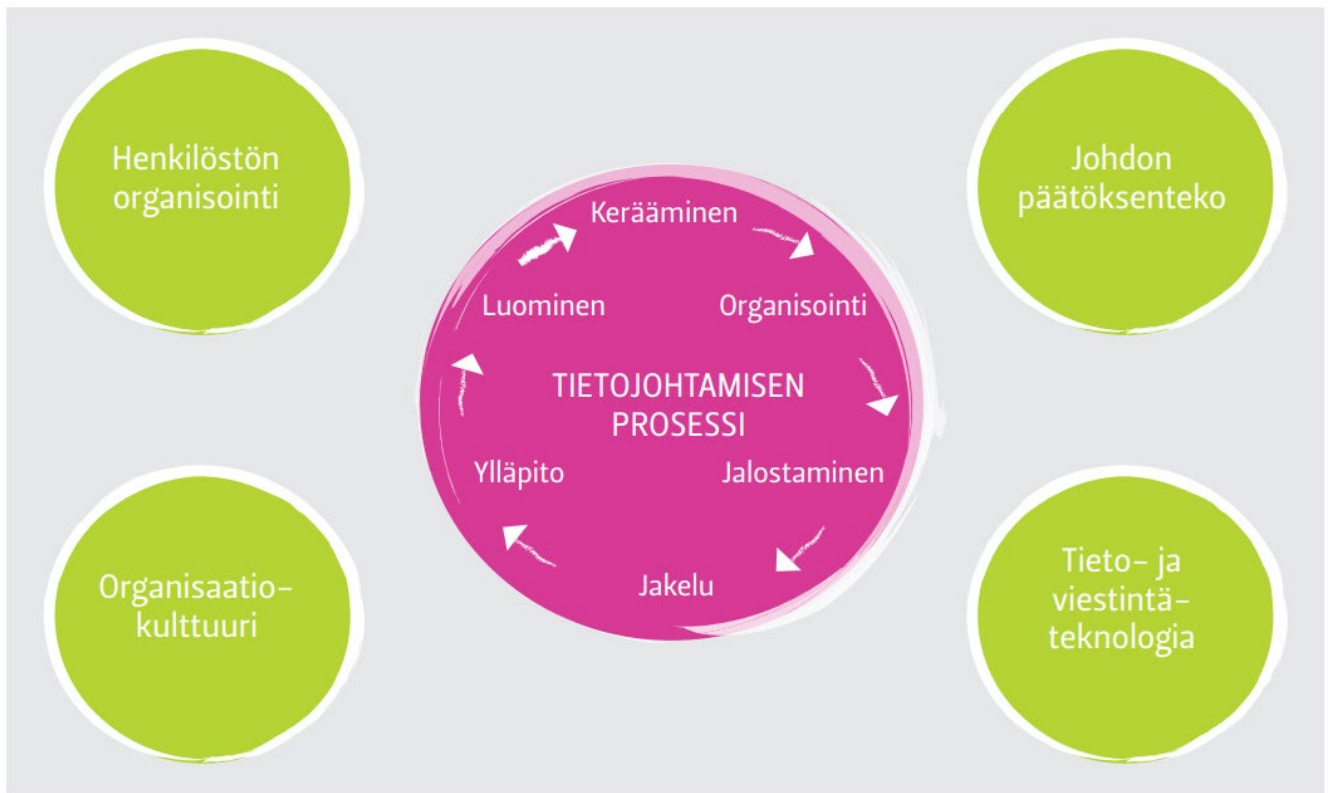 Henkilöstön
organisointi
Johdon
päätöksenteko
Kerääminen
Luominen
Organisointi
TIETOJOHTAMISEN
PROSESSI
Ylläpito
Jalostaminen
Jakelu
Organisaatio-
kulttuuri
Tieto- ja
viestintä-
teknologia